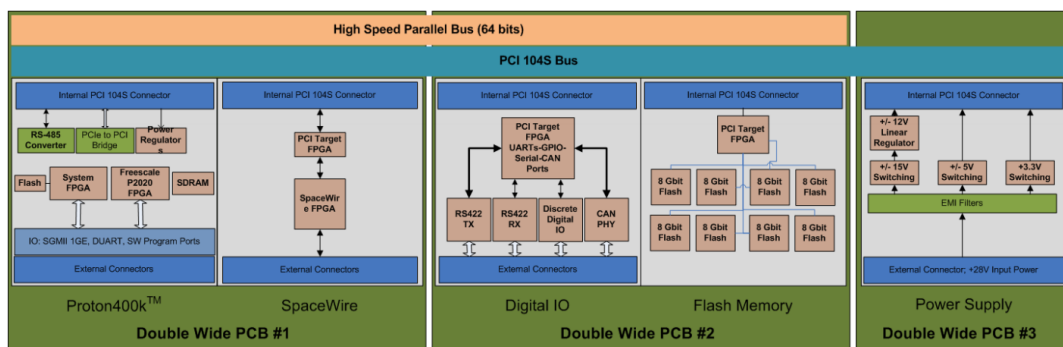 High Speed Parallel Bus (64 bits)
PCI 104S Bus
Internal PCI 104S Connector
RS-485
Converter
PCIe to PCI
Bridge
Power
Regulator
s
Flash
System
FPGA
Freescale
P2020
FPGA
SDRAM
IO: SGMII 1GE, DUART, SW Program Ports
External Connectors
Proton400k™
Internal PCI 104S Connector
PCI Target
FPGA
SpaceWir
e FPGA
External Connectors
SpaceWire
Double Wide PCB #1
Internal PCI 104S Connector
PCI Target
FPGA
UARTs-GPIO-
Serial-CAN
Ports
RS422
TX
RS422
RX
Discrete
Digital
IO
CAN
PHY
External Connectors
Digital IO
Internal PCI 104S Connector
PCI Target
FPGA
8 Gbit
Flash
8 Gbit
Flash
8 Gbit
Flash
8 Gbit
Flash
8 Gbit
Flash
8 Gbit
Flash
8 Gbit
Flash
8 Gbit
Flash
Flash Memory
Double Wide PCB #2
Internal PCI 104S Connector
+/- 12V
Linear
Regulator
+/- 15V
Switching
+/- 5V
Switching
+3.3V
Switching
EMI Filters
External Connector; +28V Input Power
Power Supply
Double Wide PCB #3